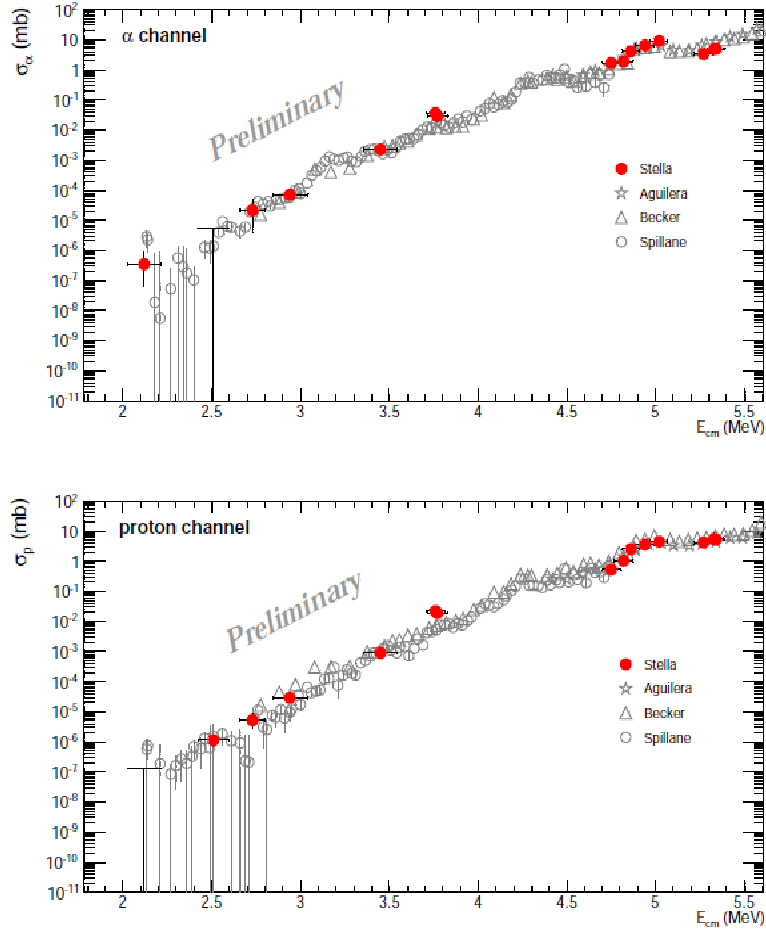 σα (mb)
10²
10
1
10⁻¹
10⁻²
10⁻³
10⁻⁴
10⁻⁵
10⁻⁶
10⁻⁷
10⁻⁸
10⁻⁹
10⁻¹⁰
10⁻¹¹
α channel
Preliminary
Stella
Aguilera
Becker
Spillane
2 2.5 3 3.5 4 4.5 5 5.5
Ecm (MeV)
σp (mb)
10²
10
1
10⁻¹
10⁻²
10⁻³
10⁻⁴
10⁻⁵
10⁻⁶
10⁻⁷
10⁻⁸
10⁻⁹
10⁻¹⁰
10⁻¹¹
proton channel
Preliminary
Stella
Aguilera
Becker
Spillane
2 2.5 3 3.5 4 4.5 5 5.5
Ecm (MeV)